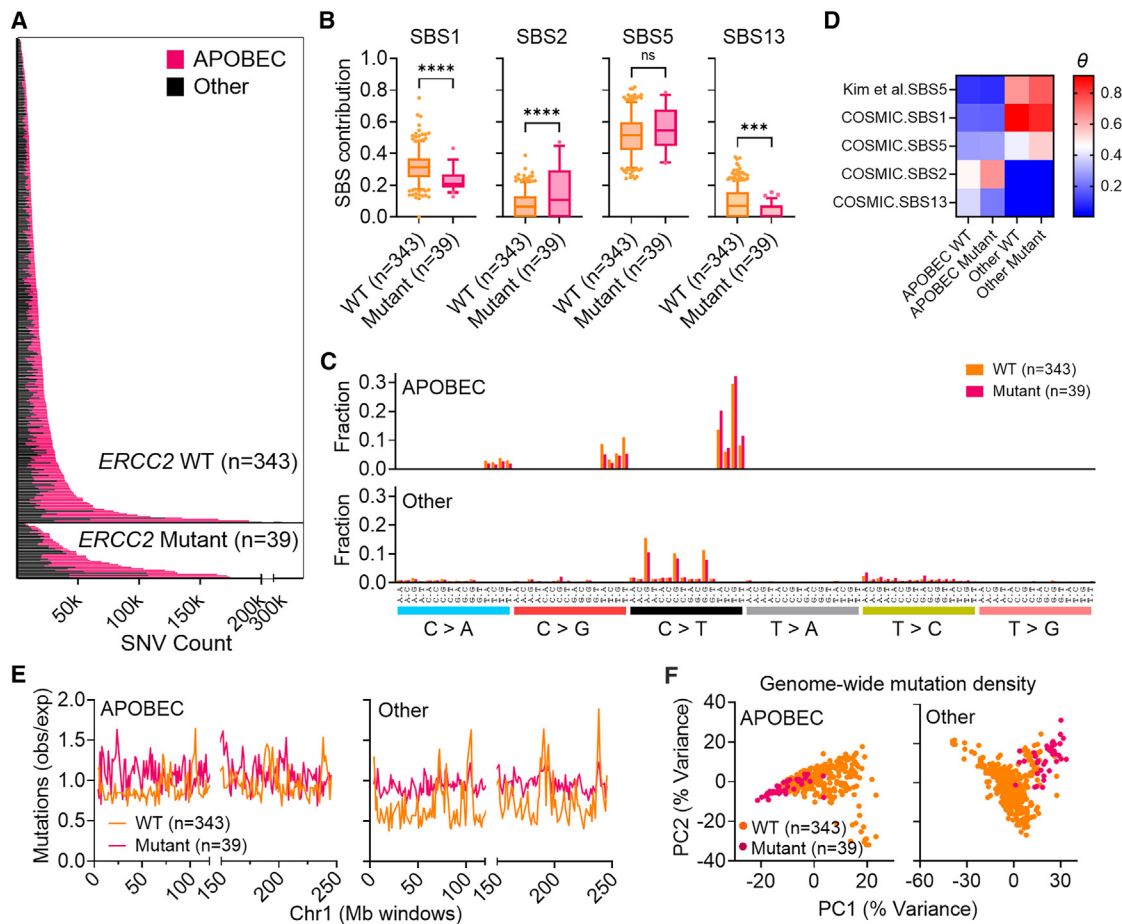 A
APOBEC
Other
ERCC2 WT (n=343)
ERCC2 Mutant (n=39)
50k
100k
150k
200k
300k
SNV Count
B
SBS1
SBS2
SBS5
SBS13
****
****
ns
***
SBS contribution
1.0
0.8
0.6
0.4
0.2
0.0
WT (n=343)
Mutant (n=39)
WT (n=343)
Mutant (n=39)
WT (n=343)
Mutant (n=39)
WT (n=343)
Mutant (n=39)
D
θ
Kim et al.SBS5
COSMIC.SBS1
COSMIC.SBS5
COSMIC.SBS2
COSMIC.SBS13
0.8
0.6
0.4
0.2
APOBEC WT
APOBEC Mutant
Other WT
Other Mutant
C
APOBEC
WT (n=343)
Mutant (n=39)
Fraction
0.3
0.2
0.1
0.0
Other
Fraction
0.3
0.2
0.1
0.0
C > A
C > G
C > T
T > A
T > C
T > G
E
APOBEC
Other
Mutations (obs/exp)
2.0
1.5
1.0
0.5
0.0
WT (n=343)
Mutant (n=39)
0
50
100
150
200
250
0
50
100
150
200
250
Chr1 (Mb windows)
F
Genome-wide mutation density
APOBEC
Other
PC2 (% Variance)
40
20
0
-20
-40
WT (n=343)
Mutant (n=39)
-20
0
20
-60
-30
0
30
PC1 (% Variance)